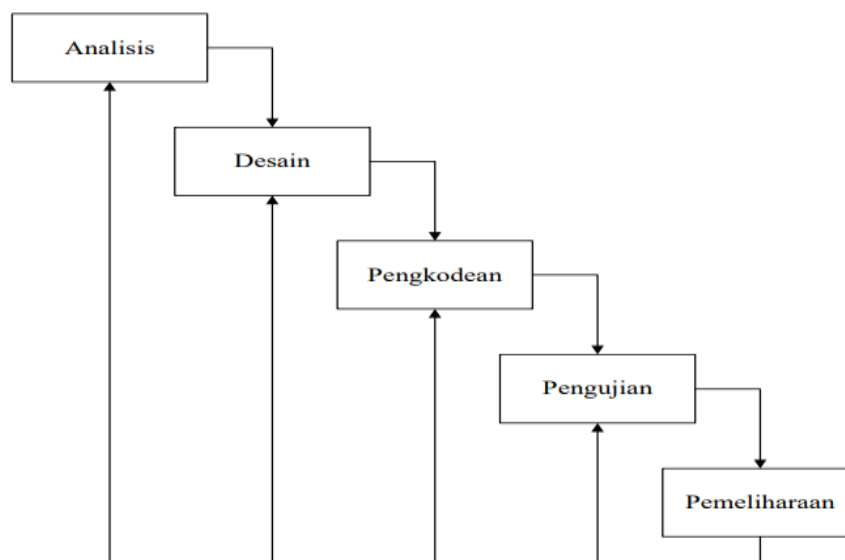 Analisis
Desain
Pengkodean
Pengujian
Pemeliharaan